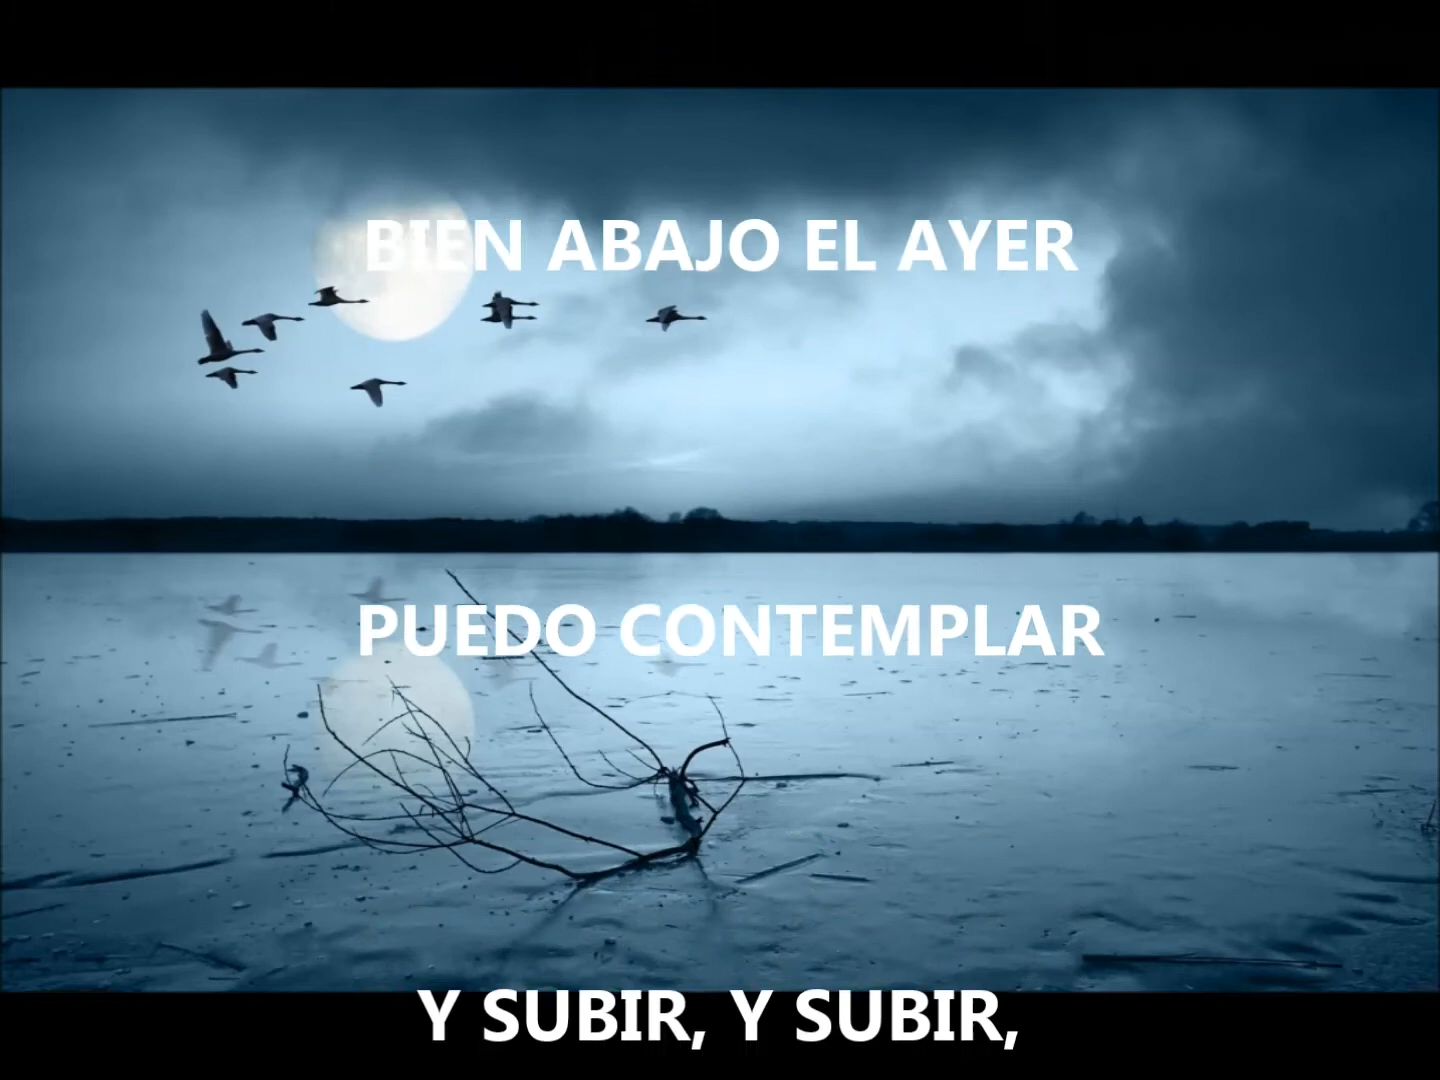 BIEN ABAJO EL AYER
PUEDO CONTEMPLAR
Y SUBIR, Y SUBIR,